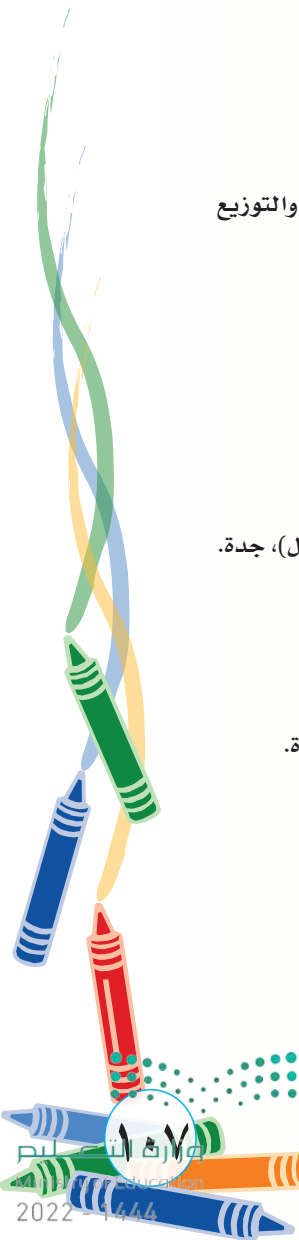 والتوزيع
ل)، جدة.
ة.
١٠٧
وزارة التعليم
Ministry of Education
2022 - 1444